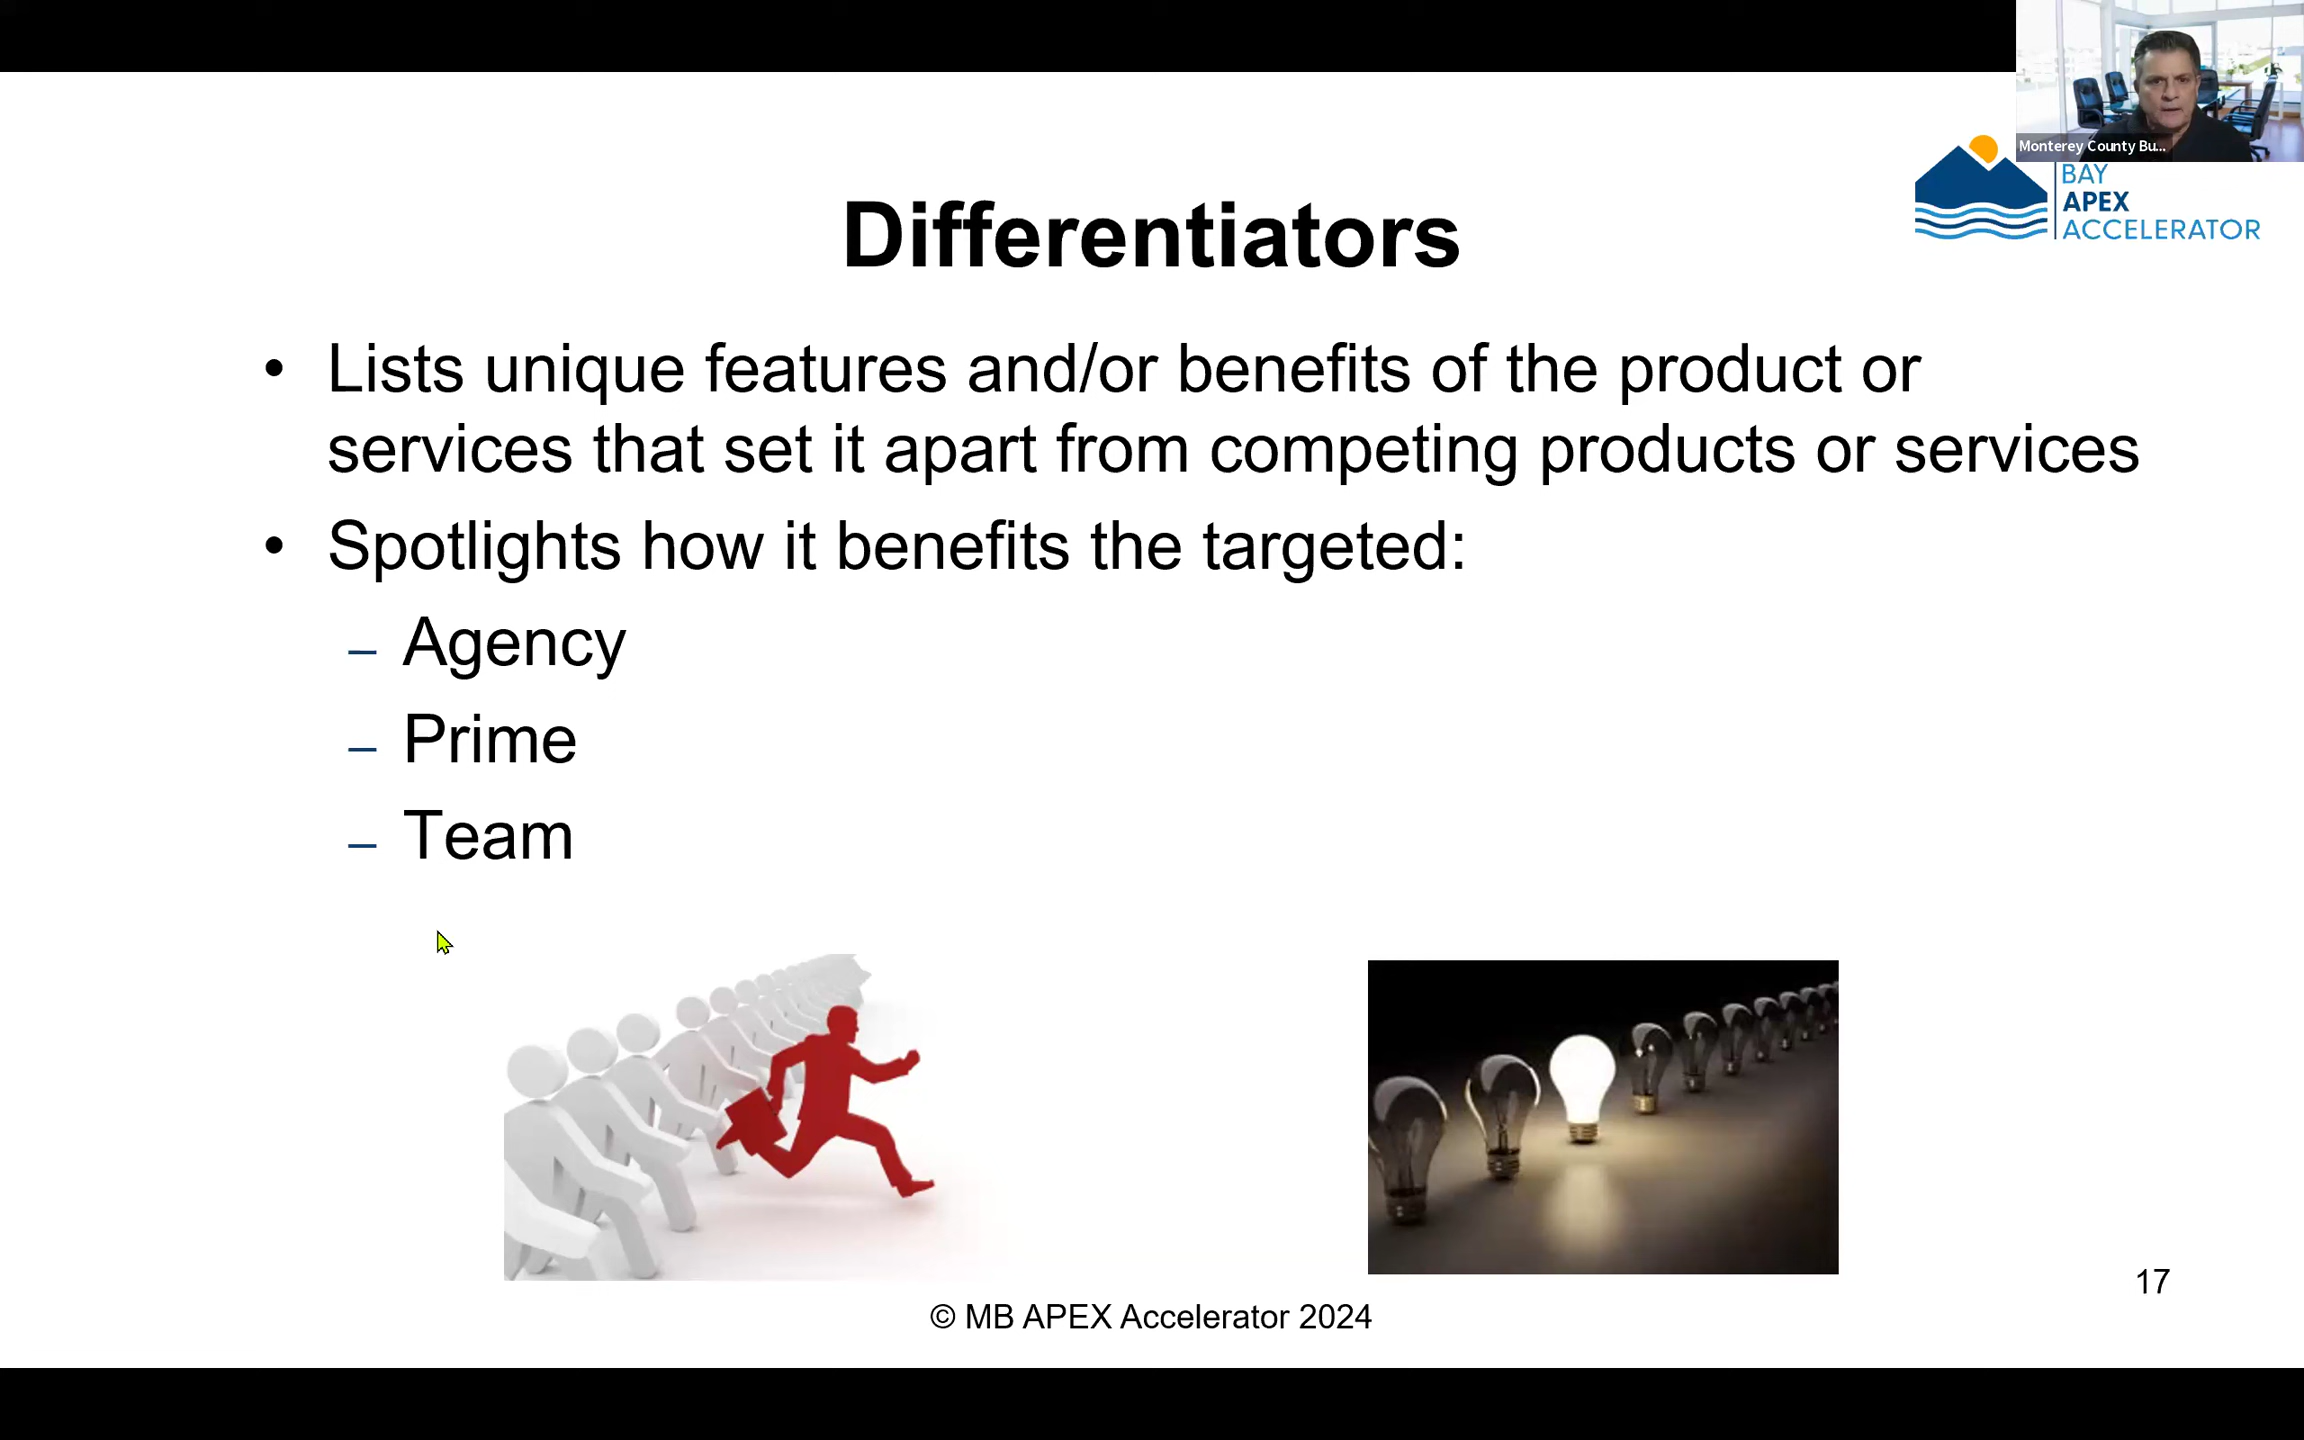 Monterey County Bu...
BAY
APEX
ACCELERATOR
Differentiators
• Lists unique features and/or benefits of the product or
services that set it apart from competing products or services
• Spotlights how it benefits the targeted:
– Agency
– Prime
– Team
17
© MB APEX Accelerator 2024